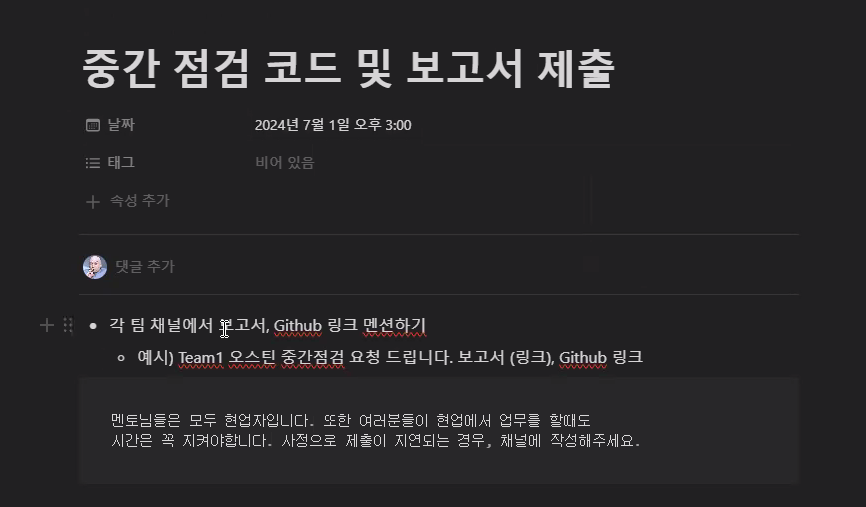 중간 점검 코드 및 보고서 제출
날짜 2024년 7월 1일 오후 3:00
태그 비어 있음
속성 추가
댓글 추가
각 팀 채널에서 보고서, Github 링크 멘션하기
예시) Team1 오스틴 중간점검 요청 드립니다. 보고서 (링크), Github 링크
멘토님들은 모두 현업자입니다. 또한 여러분들이 현업에서 업무를 할때도
시간은 꼭 지켜야합니다. 사정으로 제출이 지연되는 경우, 채널에 작성해주세요.